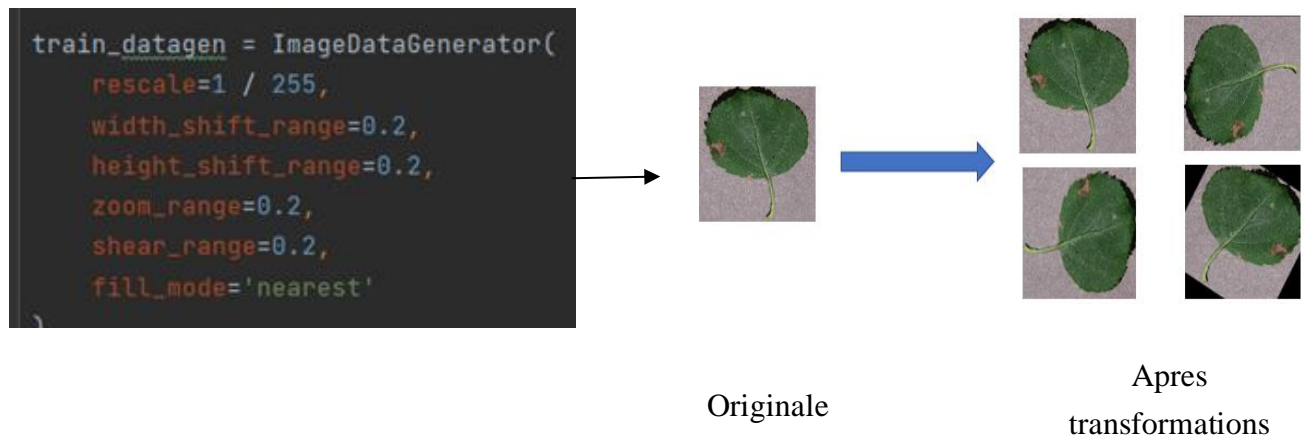 train_datagen = ImageDataGenerator(
rescale=1 / 255,
width_shift_range=0.2,
height_shift_range=0.2,
zoom_range=0.2,
shear_range=0.2,
fill_mode='nearest'
)
Originale
Apres
transformations